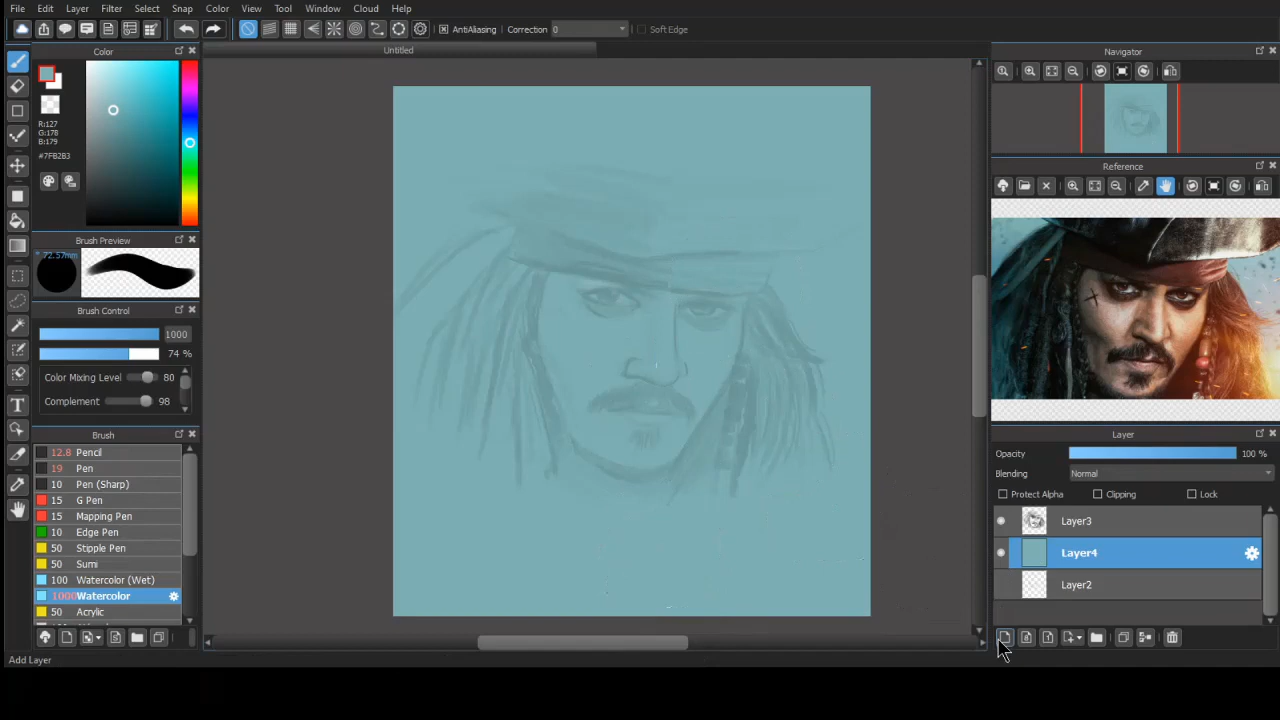 File Edit Layer Filter Select Snap Color View Tool Window Cloud Help
AntiAliasing Correction 0 Soft Edge
Color
Untitled
Navigator
R:127
G:178
B:179
#7FB2B3
Reference
Brush Preview
* 72.57mm
Brush Control
1000
74 %
Color Mixing Level 80
Complement 98
Brush
12.8 Pencil
19 Pen
10 Pen (Sharp)
15 G Pen
15 Mapping Pen
10 Edge Pen
50 Stipple Pen
50 Sumi
100 Watercolor (Wet)
1000 Watercolor
50 Acrylic
Layer
Opacity 100 %
Blending Normal
Protect Alpha Clipping Lock
Layer3
Layer4
Layer2
Add Layer